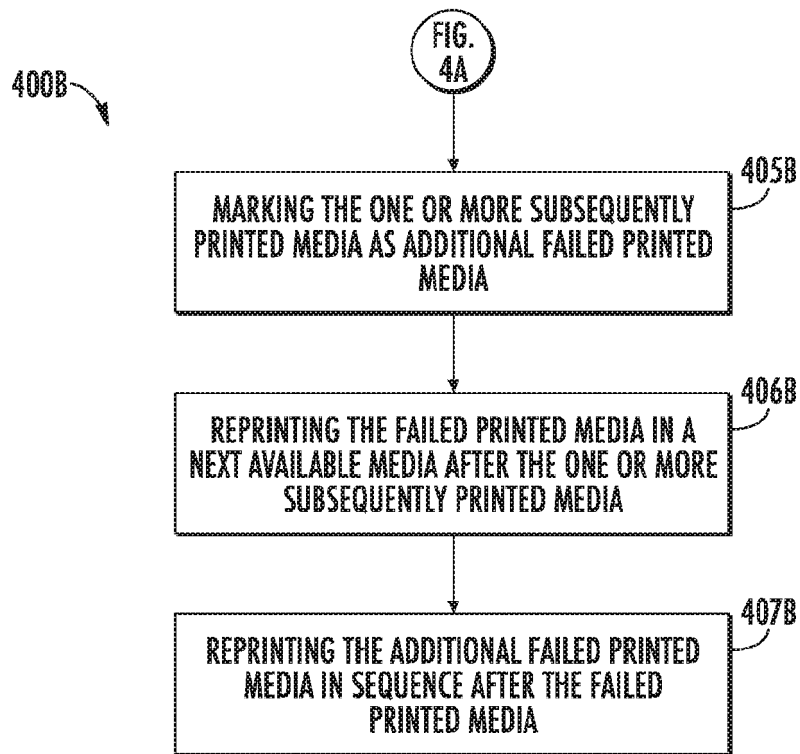 FIG.
4A
400B
405B
MARKING THE ONE OR MORE SUBSEQUENTLY
PRINTED MEDIA AS ADDITIONAL FAILED PRINTED
MEDIA
406B
REPRINTING THE FAILED PRINTED MEDIA IN A
NEXT AVAILABLE MEDIA AFTER THE ONE OR MORE
SUBSEQUENTLY PRINTED MEDIA
407B
REPRINTING THE ADDITIONAL FAILED PRINTED
MEDIA IN SEQUENCE AFTER THE FAILED
PRINTED MEDIA